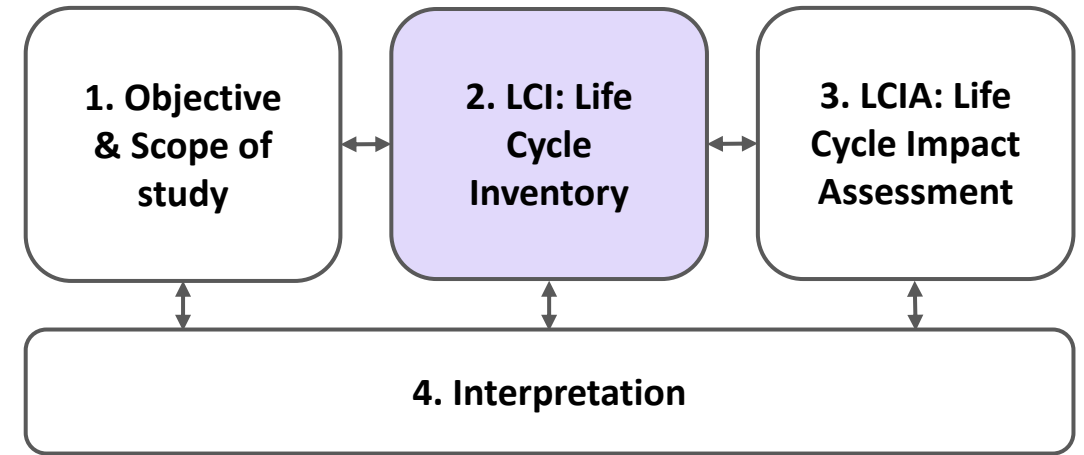 1. Objective
& Scope of
study
2. LCI: Life
Cycle
Inventory
3. LCIA: Life
Cycle Impact
Assessment
4. Interpretation